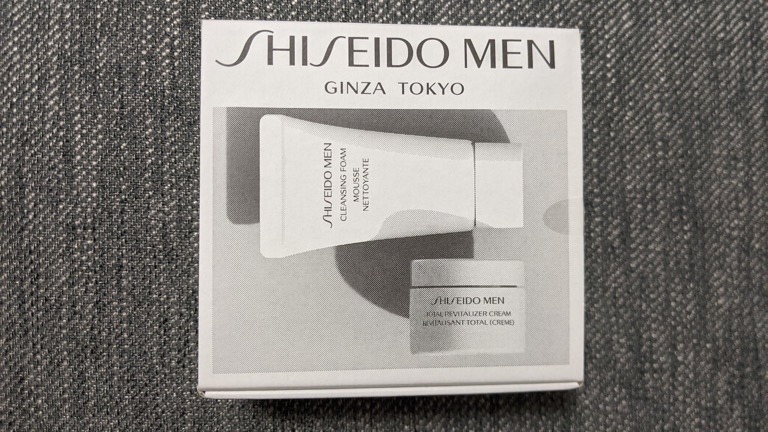 SHISEIDO MEN
GINZA TOKYO
SHISEIDO MEN
CLEANSING FOAM
MOUSSE
NETTOYANTE
SHISEIDO MEN
TOTAL REVITALIZER CREAM
REVITALISANT TOTAL (CRÈME)